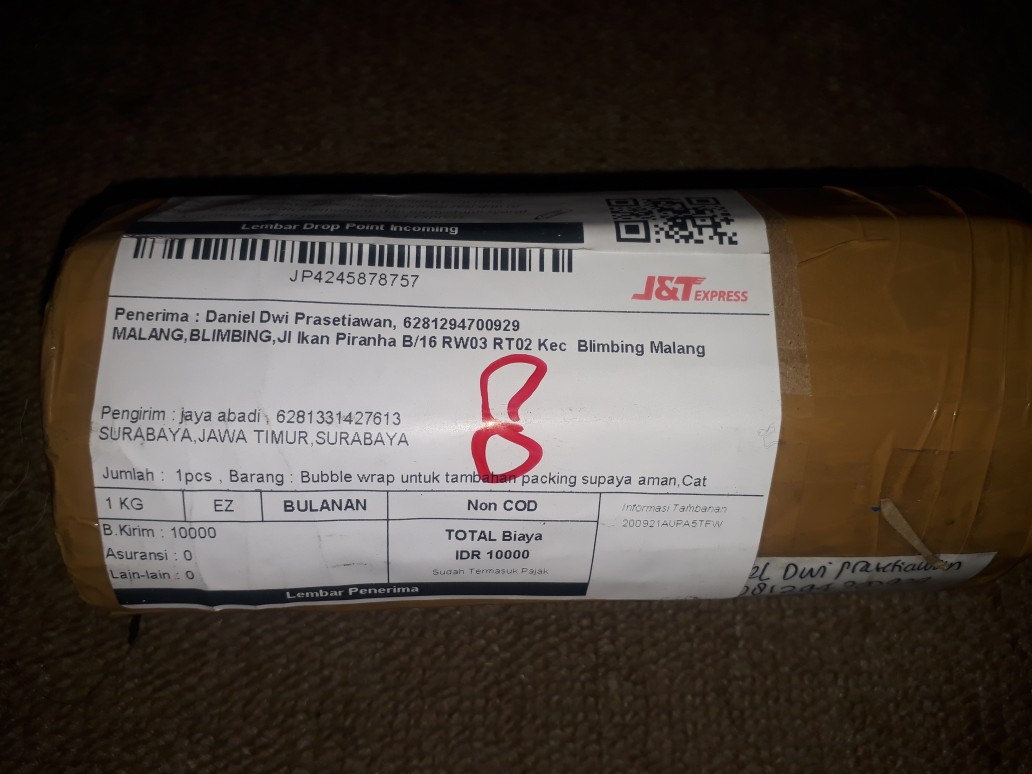 Lembar Drop Point Incoming
JP4245878757
J&T EXPRESS
Penerima : Daniel Dwi Prasetiawan, 6281294700929
MALANG,BLIMBING,Jl Ikan Piranha B/16 RW03 RT02 Kec Blimbing Malang
8
Pengirim : jaya abadi , 6281331427613
SURABAYA,JAWA TIMUR,SURABAYA
Jumlah : 1pcs , Barang : Bubble wrap untuk tambahan packing supaya aman,Cat
1 KG EZ BULANAN Non COD
Informasi Tambahan
200921AUPA5TFW
B.Kirim : 10000
Asuransi : 0
Lain-lain : 0
TOTAL Biaya
IDR 10000
Sudah Termasuk Pajak
Lembar Penerima
Dwi Prasetiawan